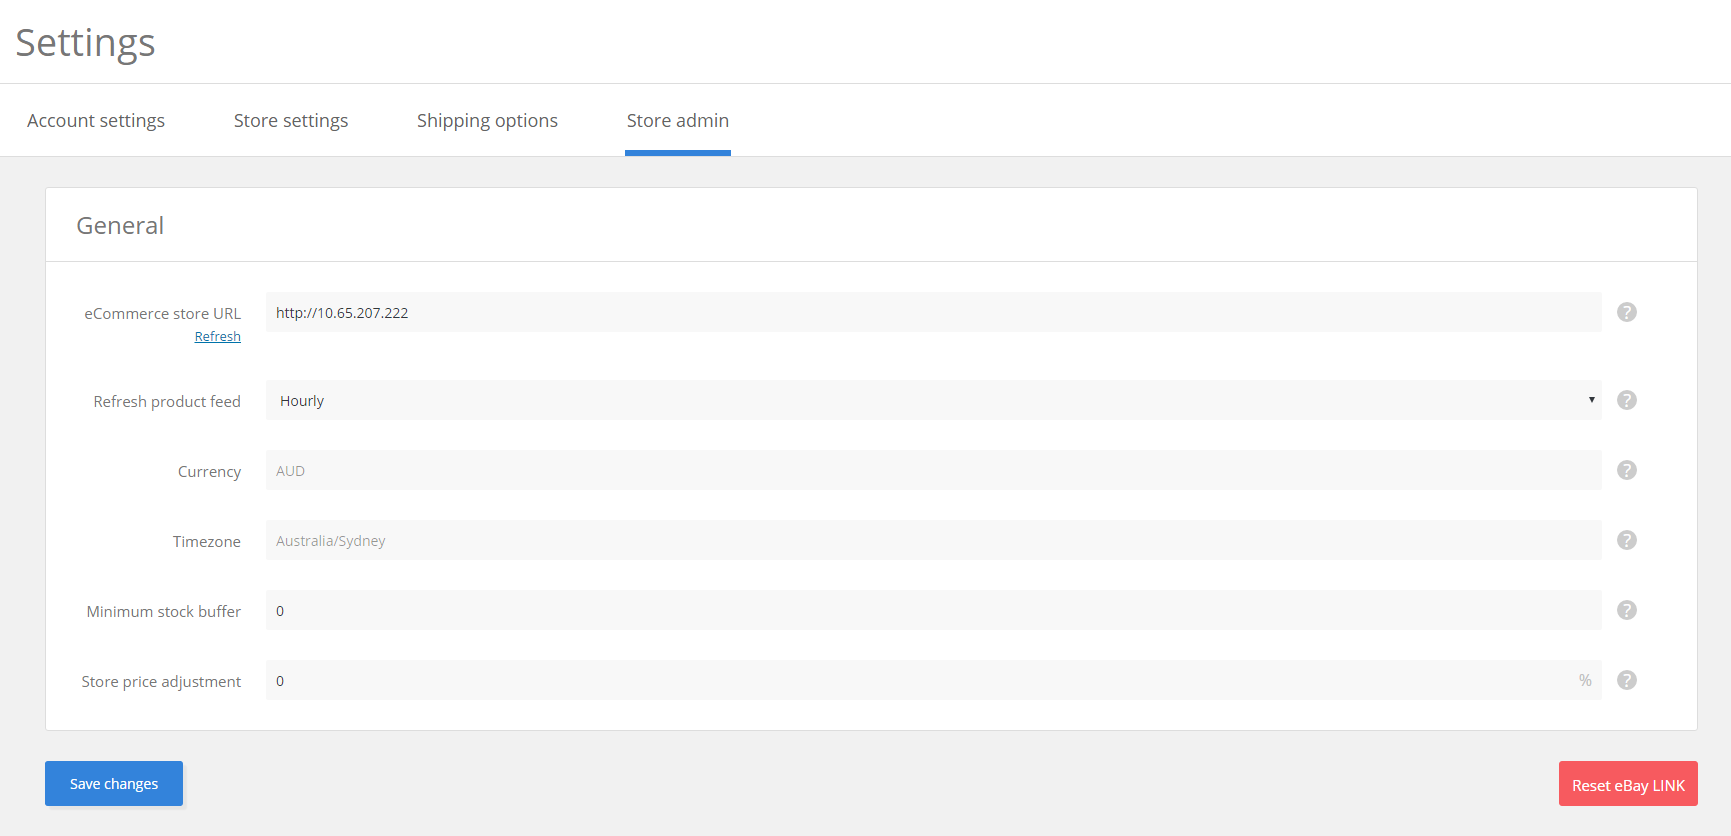 Settings
Account settings
Store settings
Shipping options
Store admin
General
eCommerce store URL
http://10.65.207.222
?
Refresh
Refresh product feed
Hourly
?
Currency
AUD
?
Timezone
Australia/Sydney
?
Minimum stock buffer
0
?
Store price adjustment
0
%
?
Save changes
Reset eBay LINK